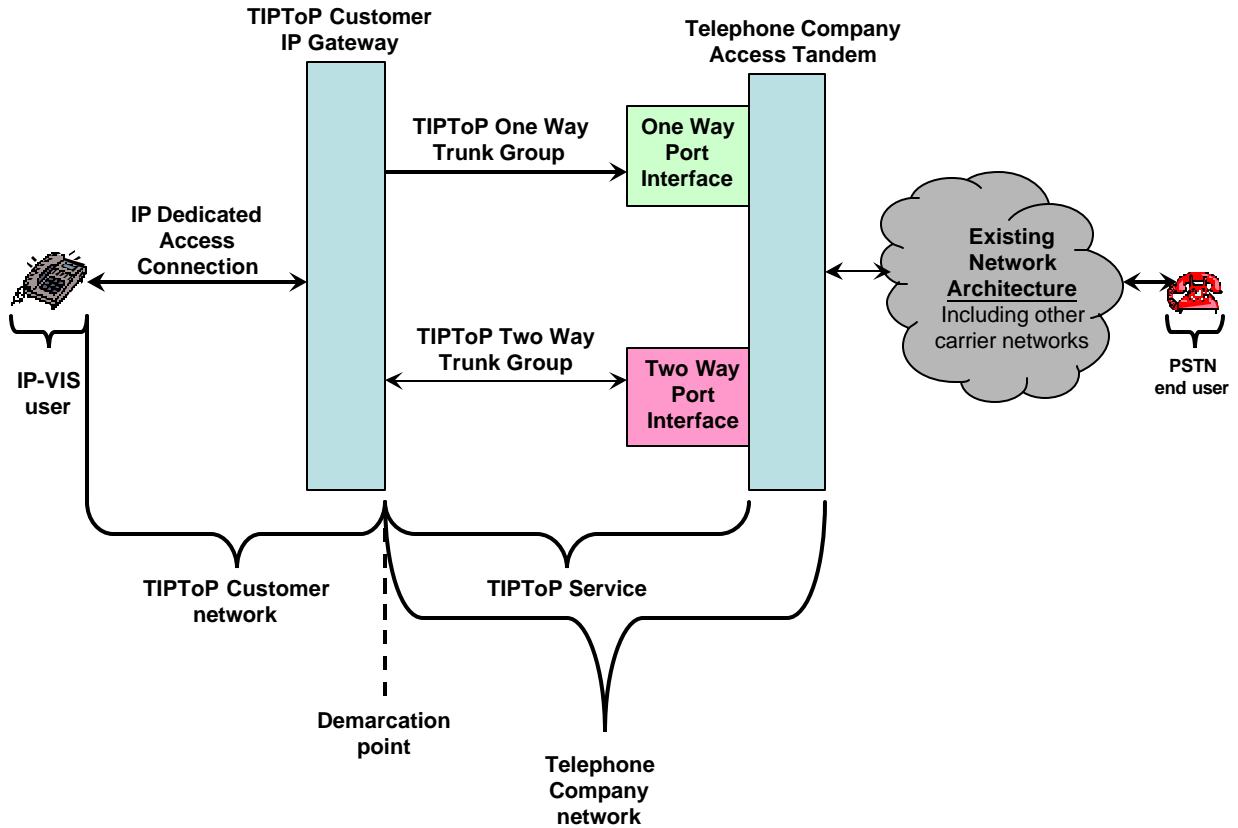 TIPToP Customer
IP Gateway
Telephone Company
Access Tandem
TIPToP One Way
Trunk Group
One Way
Port
Interface
IP Dedicated
Access
Connection
Existing
Network
Architecture
Including other
carrier networks
TIPToP Two Way
Trunk Group
Two Way
Port
Interface
IP-VIS
user
PSTN
end user
TIPToP Customer
network
TIPToP Service
Demarcation
point
Telephone
Company
network